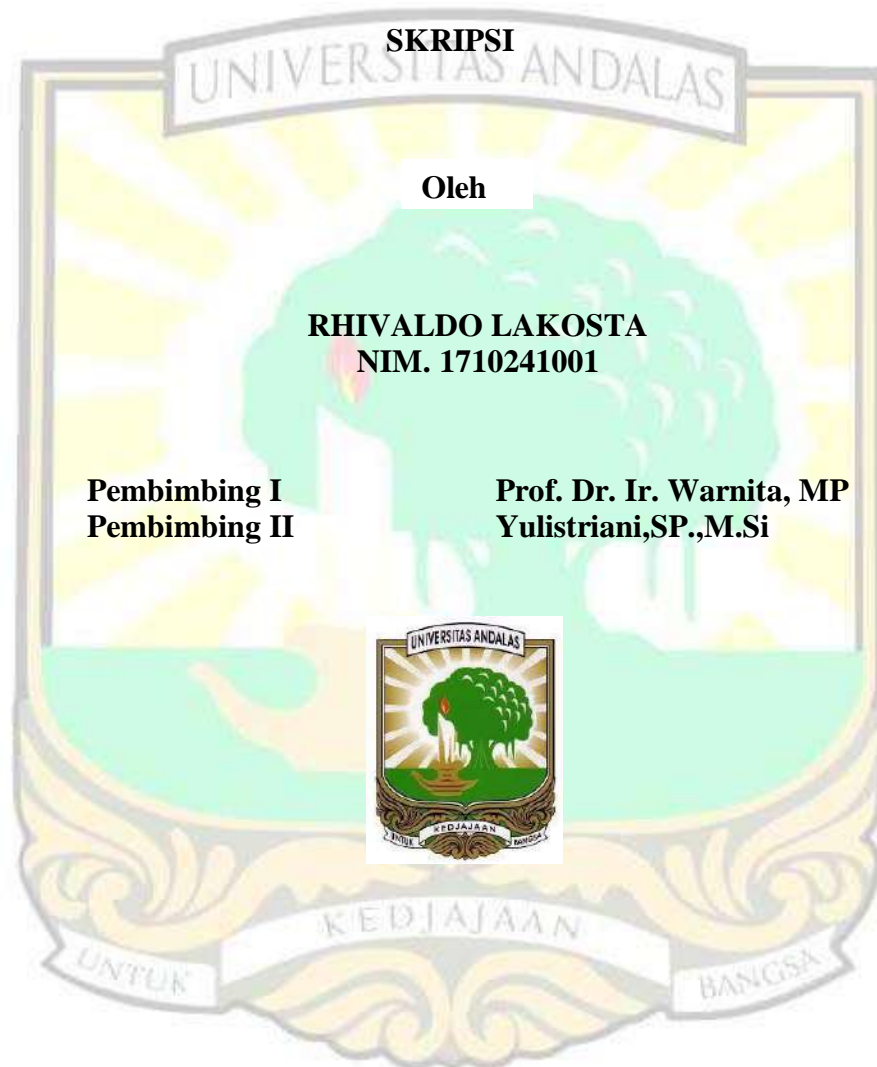 SKRIPSI
UNIVERSITAS ANDALAS
Oleh
RHIVALDO LAKOSTA
NIM. 1710241001
Pembimbing I Prof. Dr. Ir. Warnita, MP
Pembimbing II Yulistriani,SP.,M.Si
UNIVERSITAS ANDALAS
KEDJAJAAN
UNTUK BANGSA
KEDJAJAAN
UNTUK BANGSA